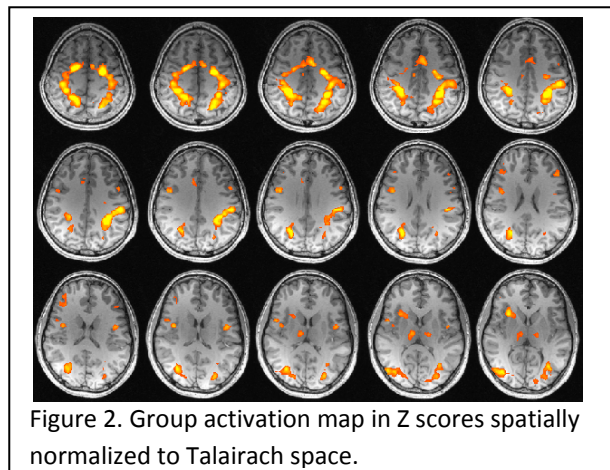 Figure 2. Group activation map in Z scores spatially
normalized to Talairach space.